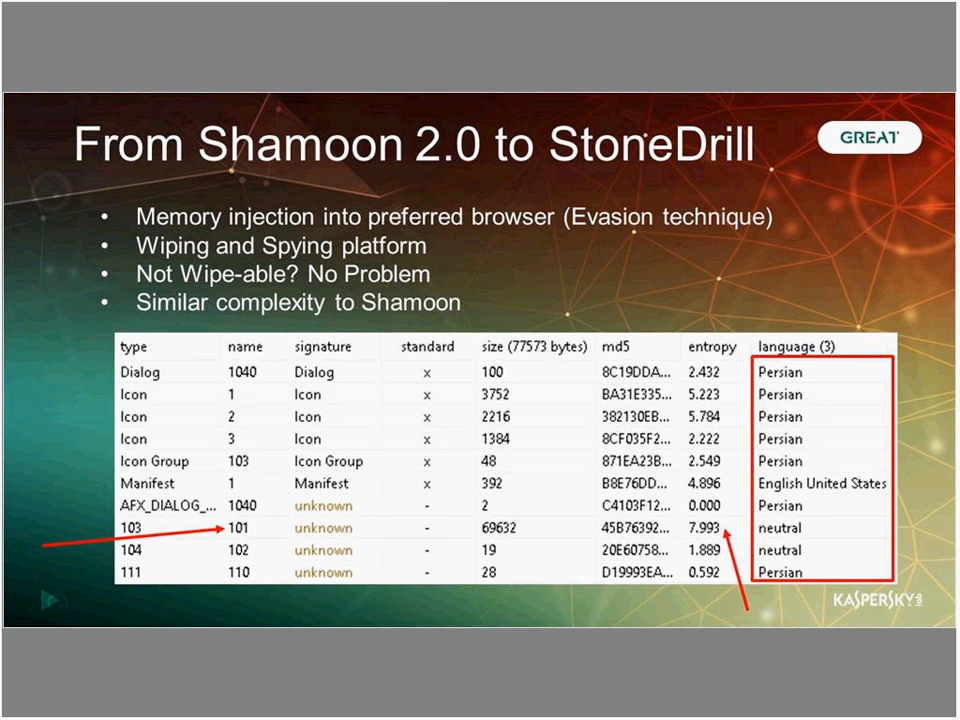 From Shamoon 2.0 to StoneDrill
GREAT
• Memory injection into preferred browser (Evasion technique)
• Wiping and Spying platform
• Not Wipe-able? No Problem
• Similar complexity to Shamoon
type name signature standard size (77573 bytes) md5 entropy language (3)
Dialog 1040 Dialog x 100 8C19DDA... 2.432 Persian
Icon 1 Icon x 3752 BA31E335... 5.223 Persian
Icon 2 Icon x 2216 382130EB... 5.784 Persian
Icon 3 Icon x 1384 8CF035F2... 2.222 Persian
Icon Group 103 Icon Group x 48 871EA23B... 2.549 Persian
Manifest 1 Manifest x 392 B8E76DD... 4.896 English United States
AFX_DIALOG_... 1040 unknown - 2 C4103F12... 0.000 Persian
103 101 unknown - 69632 45B76392... 7.993 neutral
104 102 unknown - 19 20E60758... 1.889 neutral
111 110 unknown - 28 D19993EA... 0.592 Persian
KASPERSKY lab